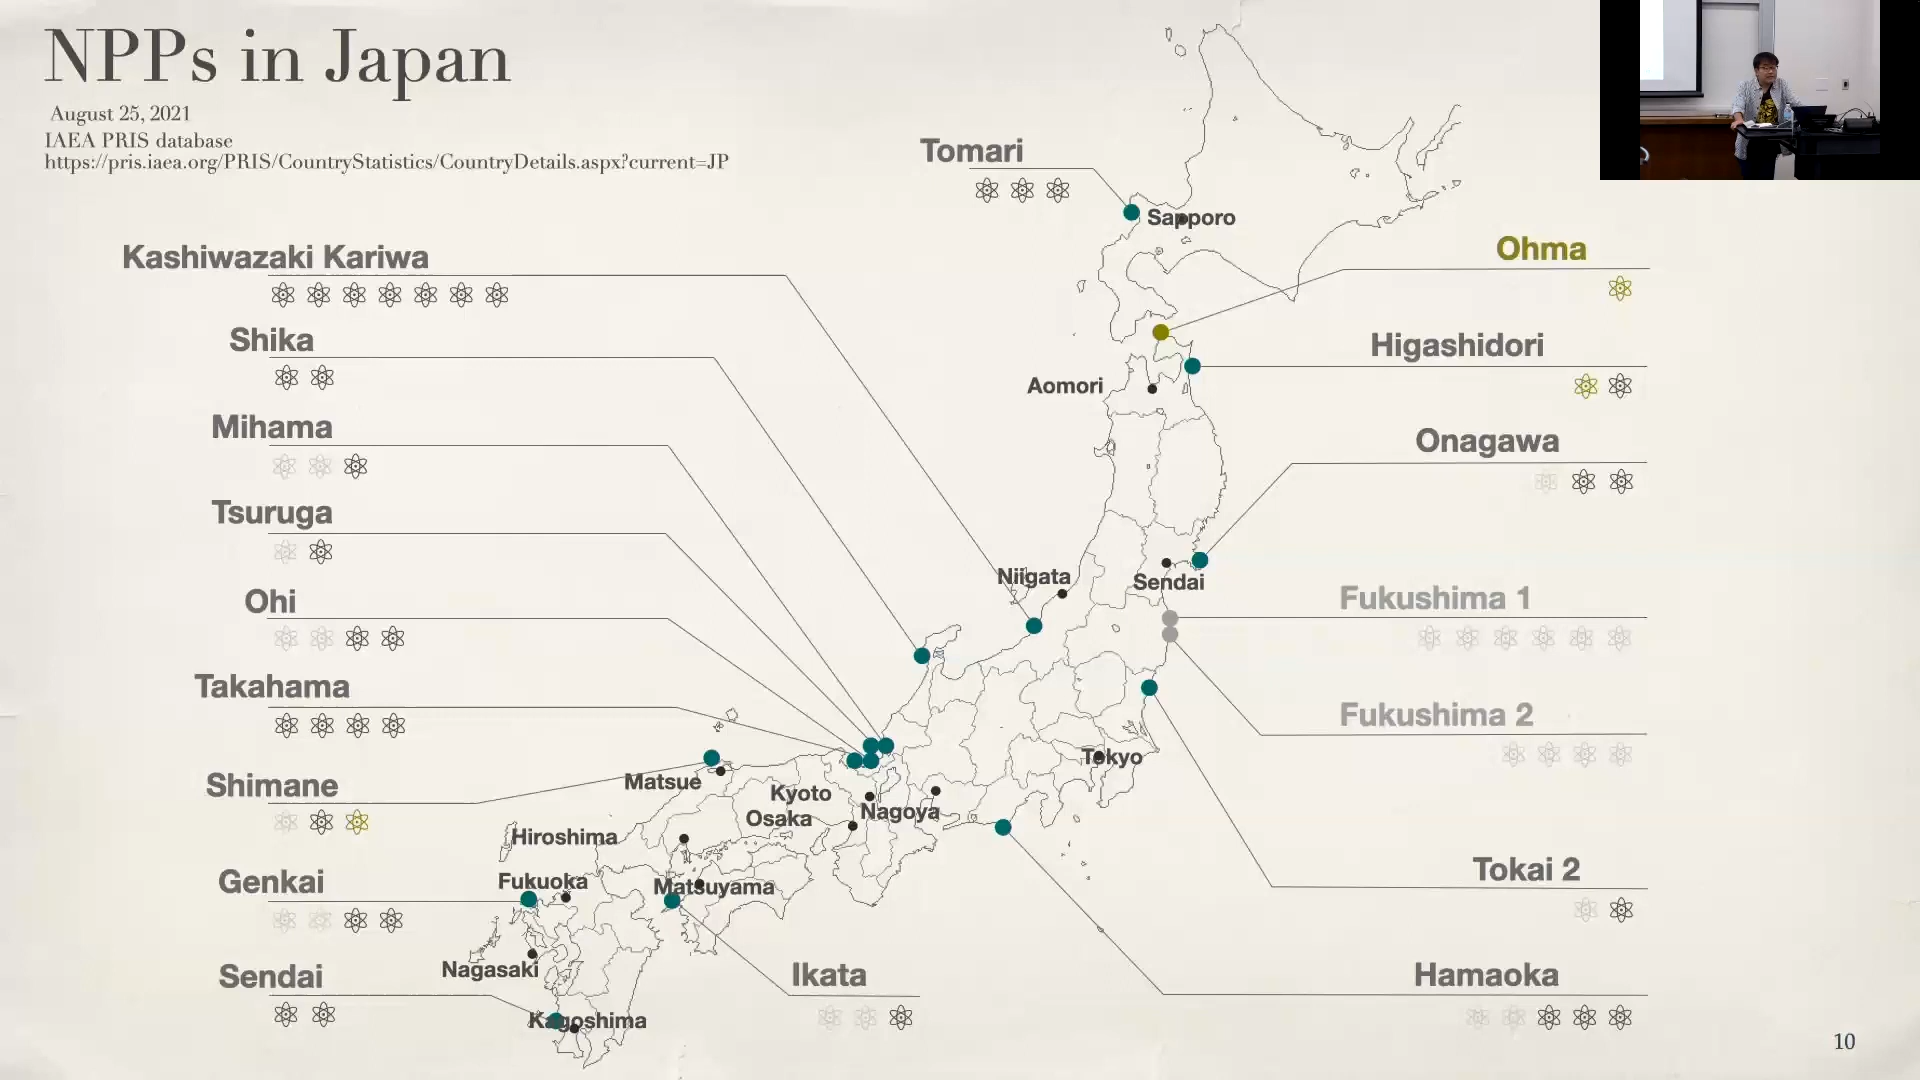 NPPs in Japan
August 25, 2021
IAEA PRIS database
https://pris.iaea.org/PRIS/CountryStatistics/CountryDetails.aspx?current=JP
Tomari
Sapporo
Kashiwazaki Kariwa
Ohma
Shika
Higashidori
Aomori
Mihama
Onagawa
Tsuruga
Niigata
Sendai
Ohi
Fukushima 1
Takahama
Fukushima 2
Tokyo
Shimane
Matsue
Kyoto
Nagoya
Osaka
Hiroshima
Genkai
Fukuoka
Matsuyama
Tokai 2
Nagasaki
Sendai
Ikata
Hamaoka
Kagoshima
10